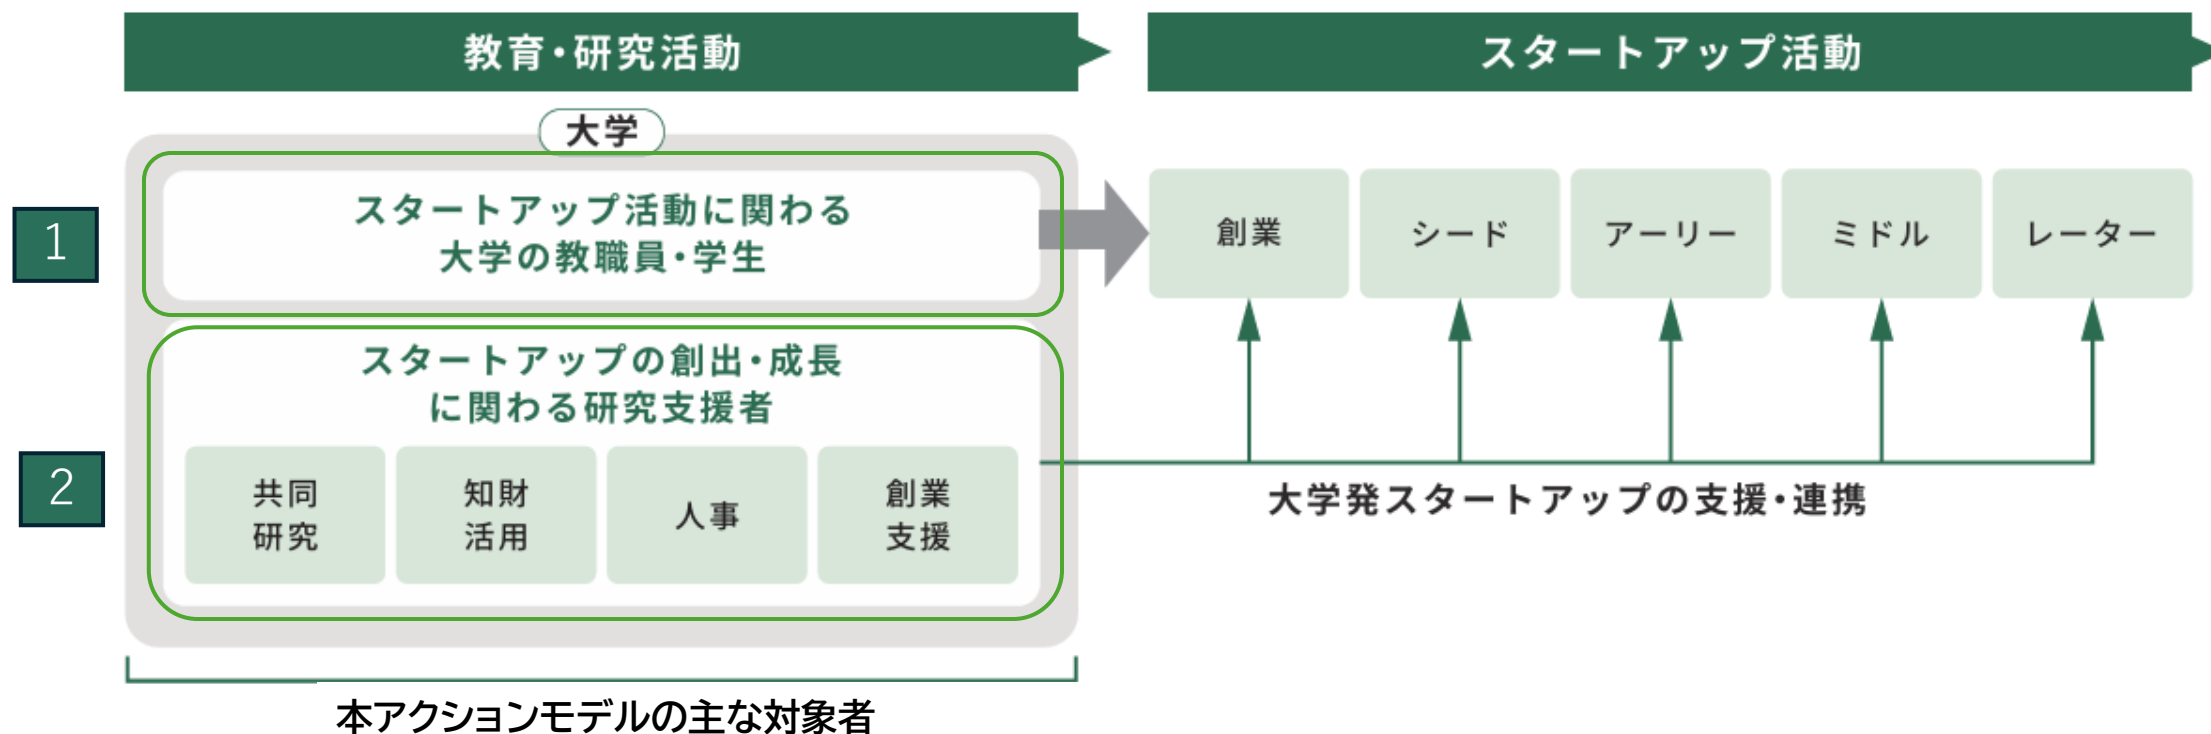 教育・研究活動
スタートアップ活動
大学
1
スタートアップ活動に関わる
大学の教職員・学生
創業
シード
アーリー
ミドル
レーター
2
スタートアップの創出・成長
に関わる研究支援者
共同
研究
知財
活用
人事
創業
支援
大学発スタートアップの支援・連携
本アクションモデルの主な対象者